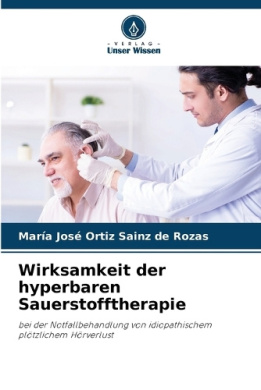 VERLAG
Unser Wissen
María José Ortiz Sainz de Rozas
Wirksamkeit der
hyperbaren
Sauerstofftherapie
bei der Notfallbehandlung von idiopathischem
plötzlichem Hörverlust